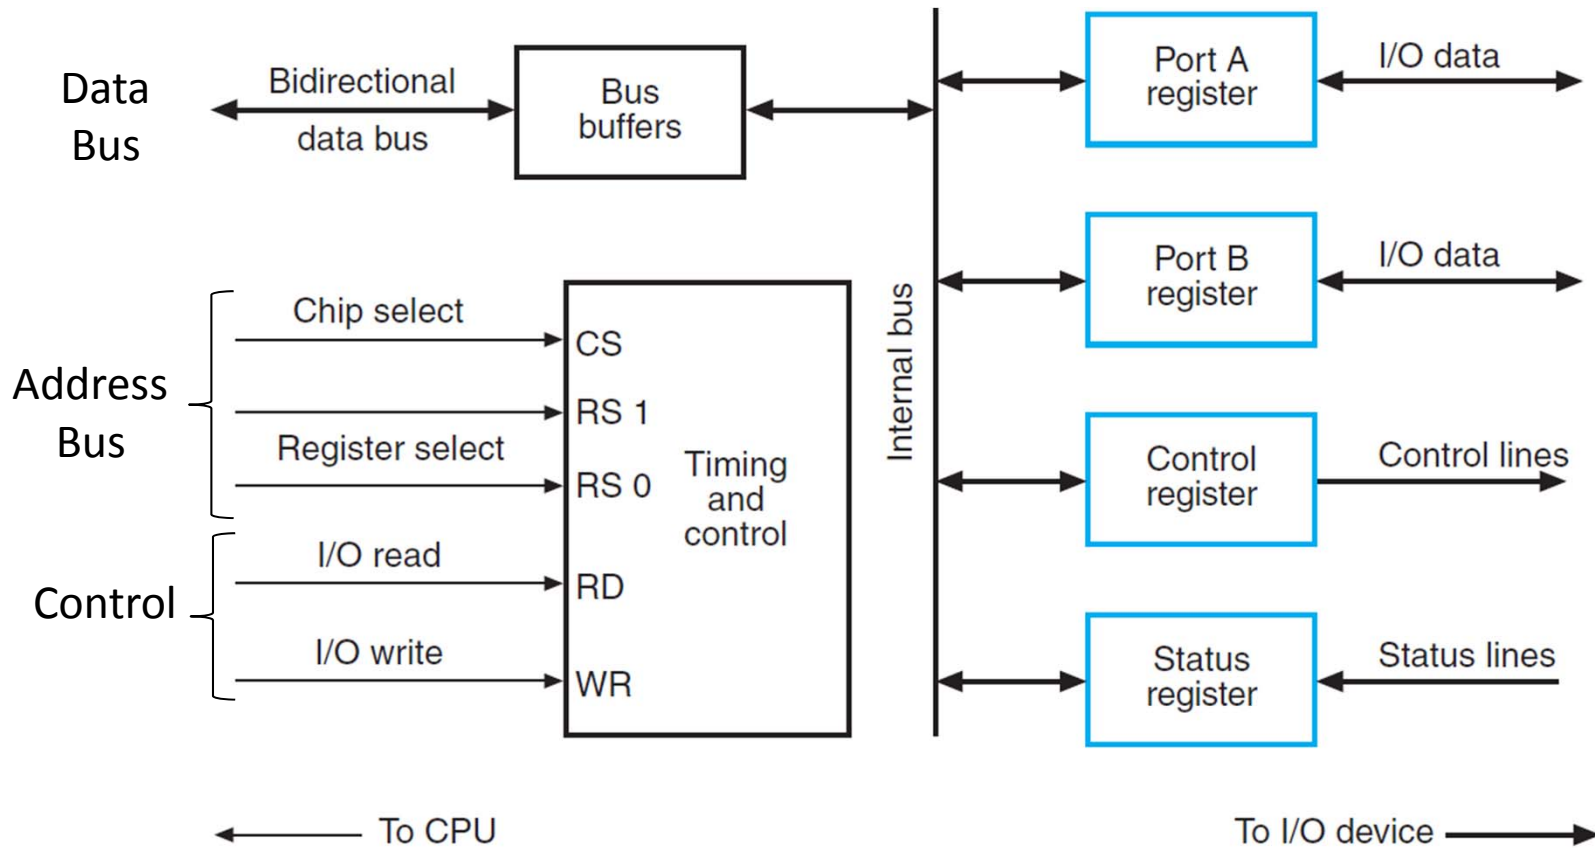 Data
Bus
Bidirectional
data bus
Bus
buffers
Port A
register
I/O data
Port B
register
I/O data
Internal bus
Address
Bus
Chip select
CS
RS 1
Register select
RS 0
Timing
and
control
Control
register
Control lines
Control
I/O read
RD
I/O write
WR
Status
register
Status lines
To CPU
To I/O device